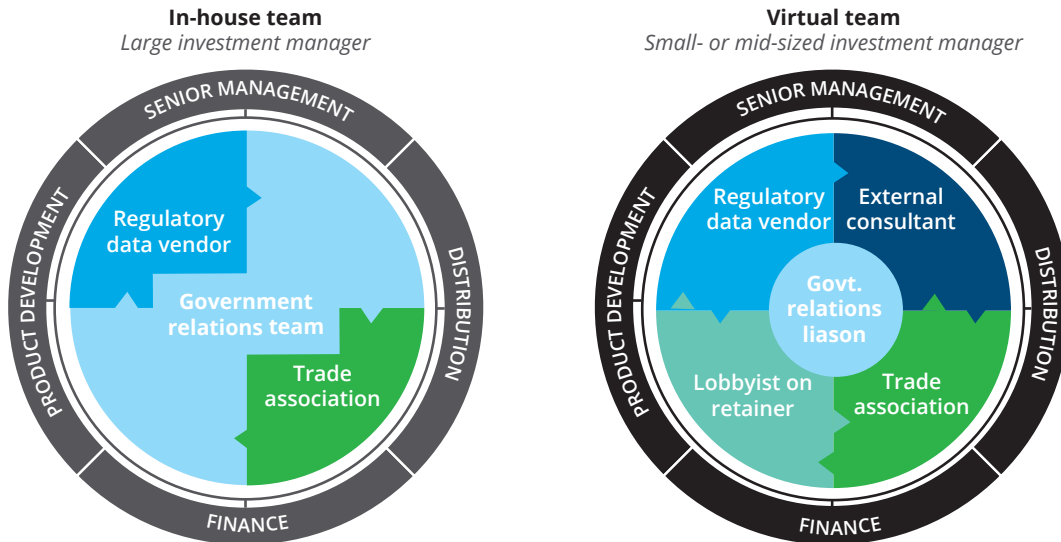 In-house team
Large investment manager
SENIOR MANAGEMENT
PRODUCT DEVELOPMENT
DISTRIBUTION
FINANCE
Regulatory
data vendor
Government
relations team
Trade
association
Virtual team
Small- or mid-sized investment manager
SENIOR MANAGEMENT
PRODUCT DEVELOPMENT
DISTRIBUTION
FINANCE
Regulatory
data vendor
External
consultant
Govt.
relations
liason
Lobbyist on
retainer
Trade
association